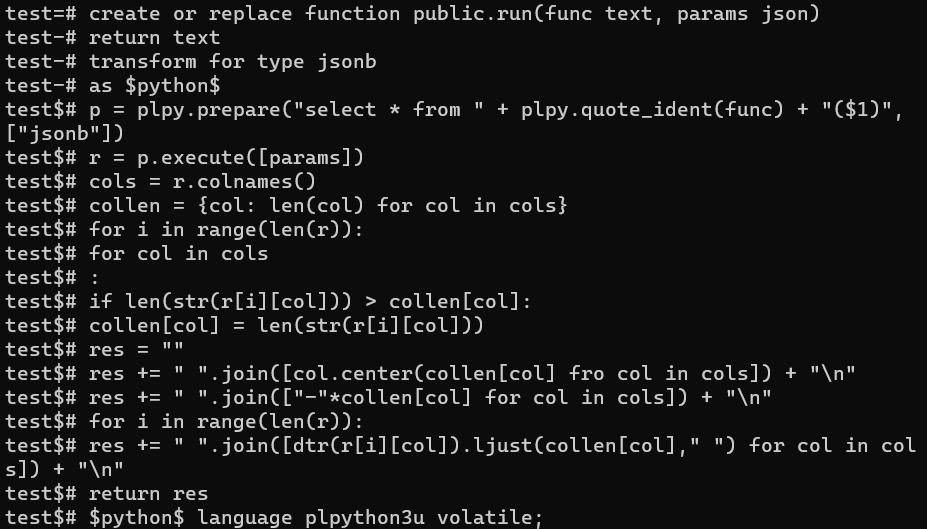 test=# create or replace function public.run(func text, params json)
test-# return text
test-# transform for type jsonb
test-# as $python$
test$# p = plpy.prepare("select * from " + plpy.quote_ident(func) + "($1)",
["jsonb"])
test$# r = p.execute([params])
test$# cols = r.colnames()
test$# collen = {col: len(col) for col in cols}
test$# for i in range(len(r)):
test$# for col in cols
test$# :
test$# if len(str(r[i][col])) > collen[col]:
test$# collen[col] = len(str(r[i][col]))
test$# res = ""
test$# res += " ".join([col.center(collen[col] fro col in cols]) + "\n"
test$# res += " ".join(["-"*collen[col] for col in cols]) + "\n"
test$# for i in range(len(r)):
test$# res += " ".join([dtr(r[i][col]).ljust(collen[col]," ") for col in col
s]) + "\n"
test$# return res
test$# $python$ language plpython3u volatile;